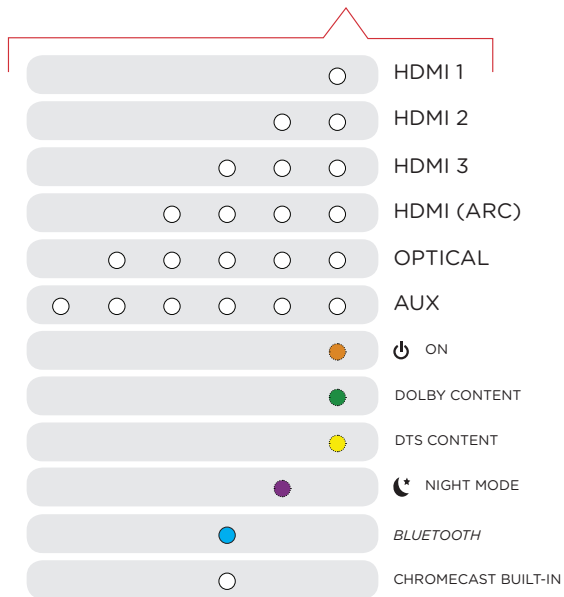 HDMI 1
HDMI 2
HDMI 3
HDMI (ARC)
OPTICAL
AUX
ON
DOLBY CONTENT
DTS CONTENT
NIGHT MODE
BLUETOOTH
CHROMECAST BUILT-IN